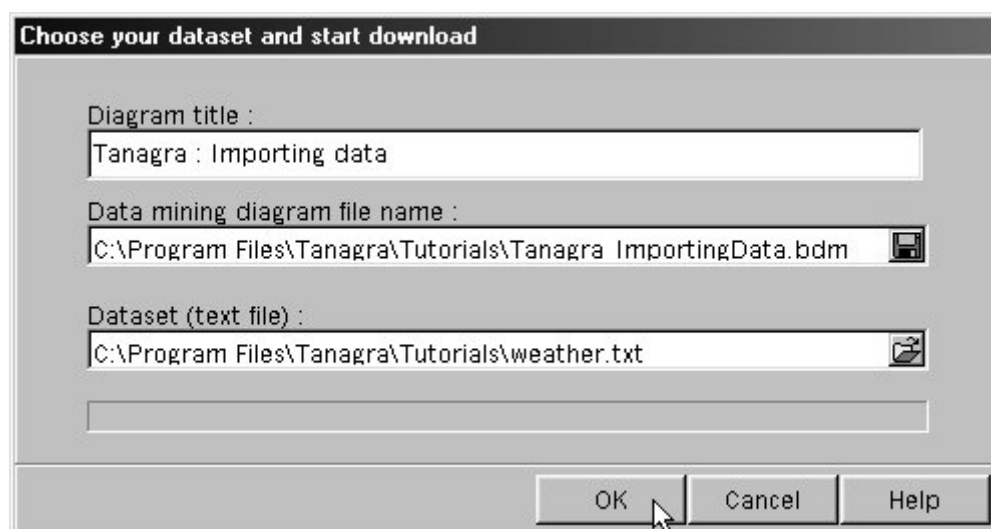 Choose your dataset and start download
Diagram title :
Tanagra : Importing data
Data mining diagram file name :
C:\Program Files\Tanagra\Tutorials\Tanagra_ImportingData.bdm
Dataset (text file) :
C:\Program Files\Tanagra\Tutorials\weather.txt
OK Cancel Help